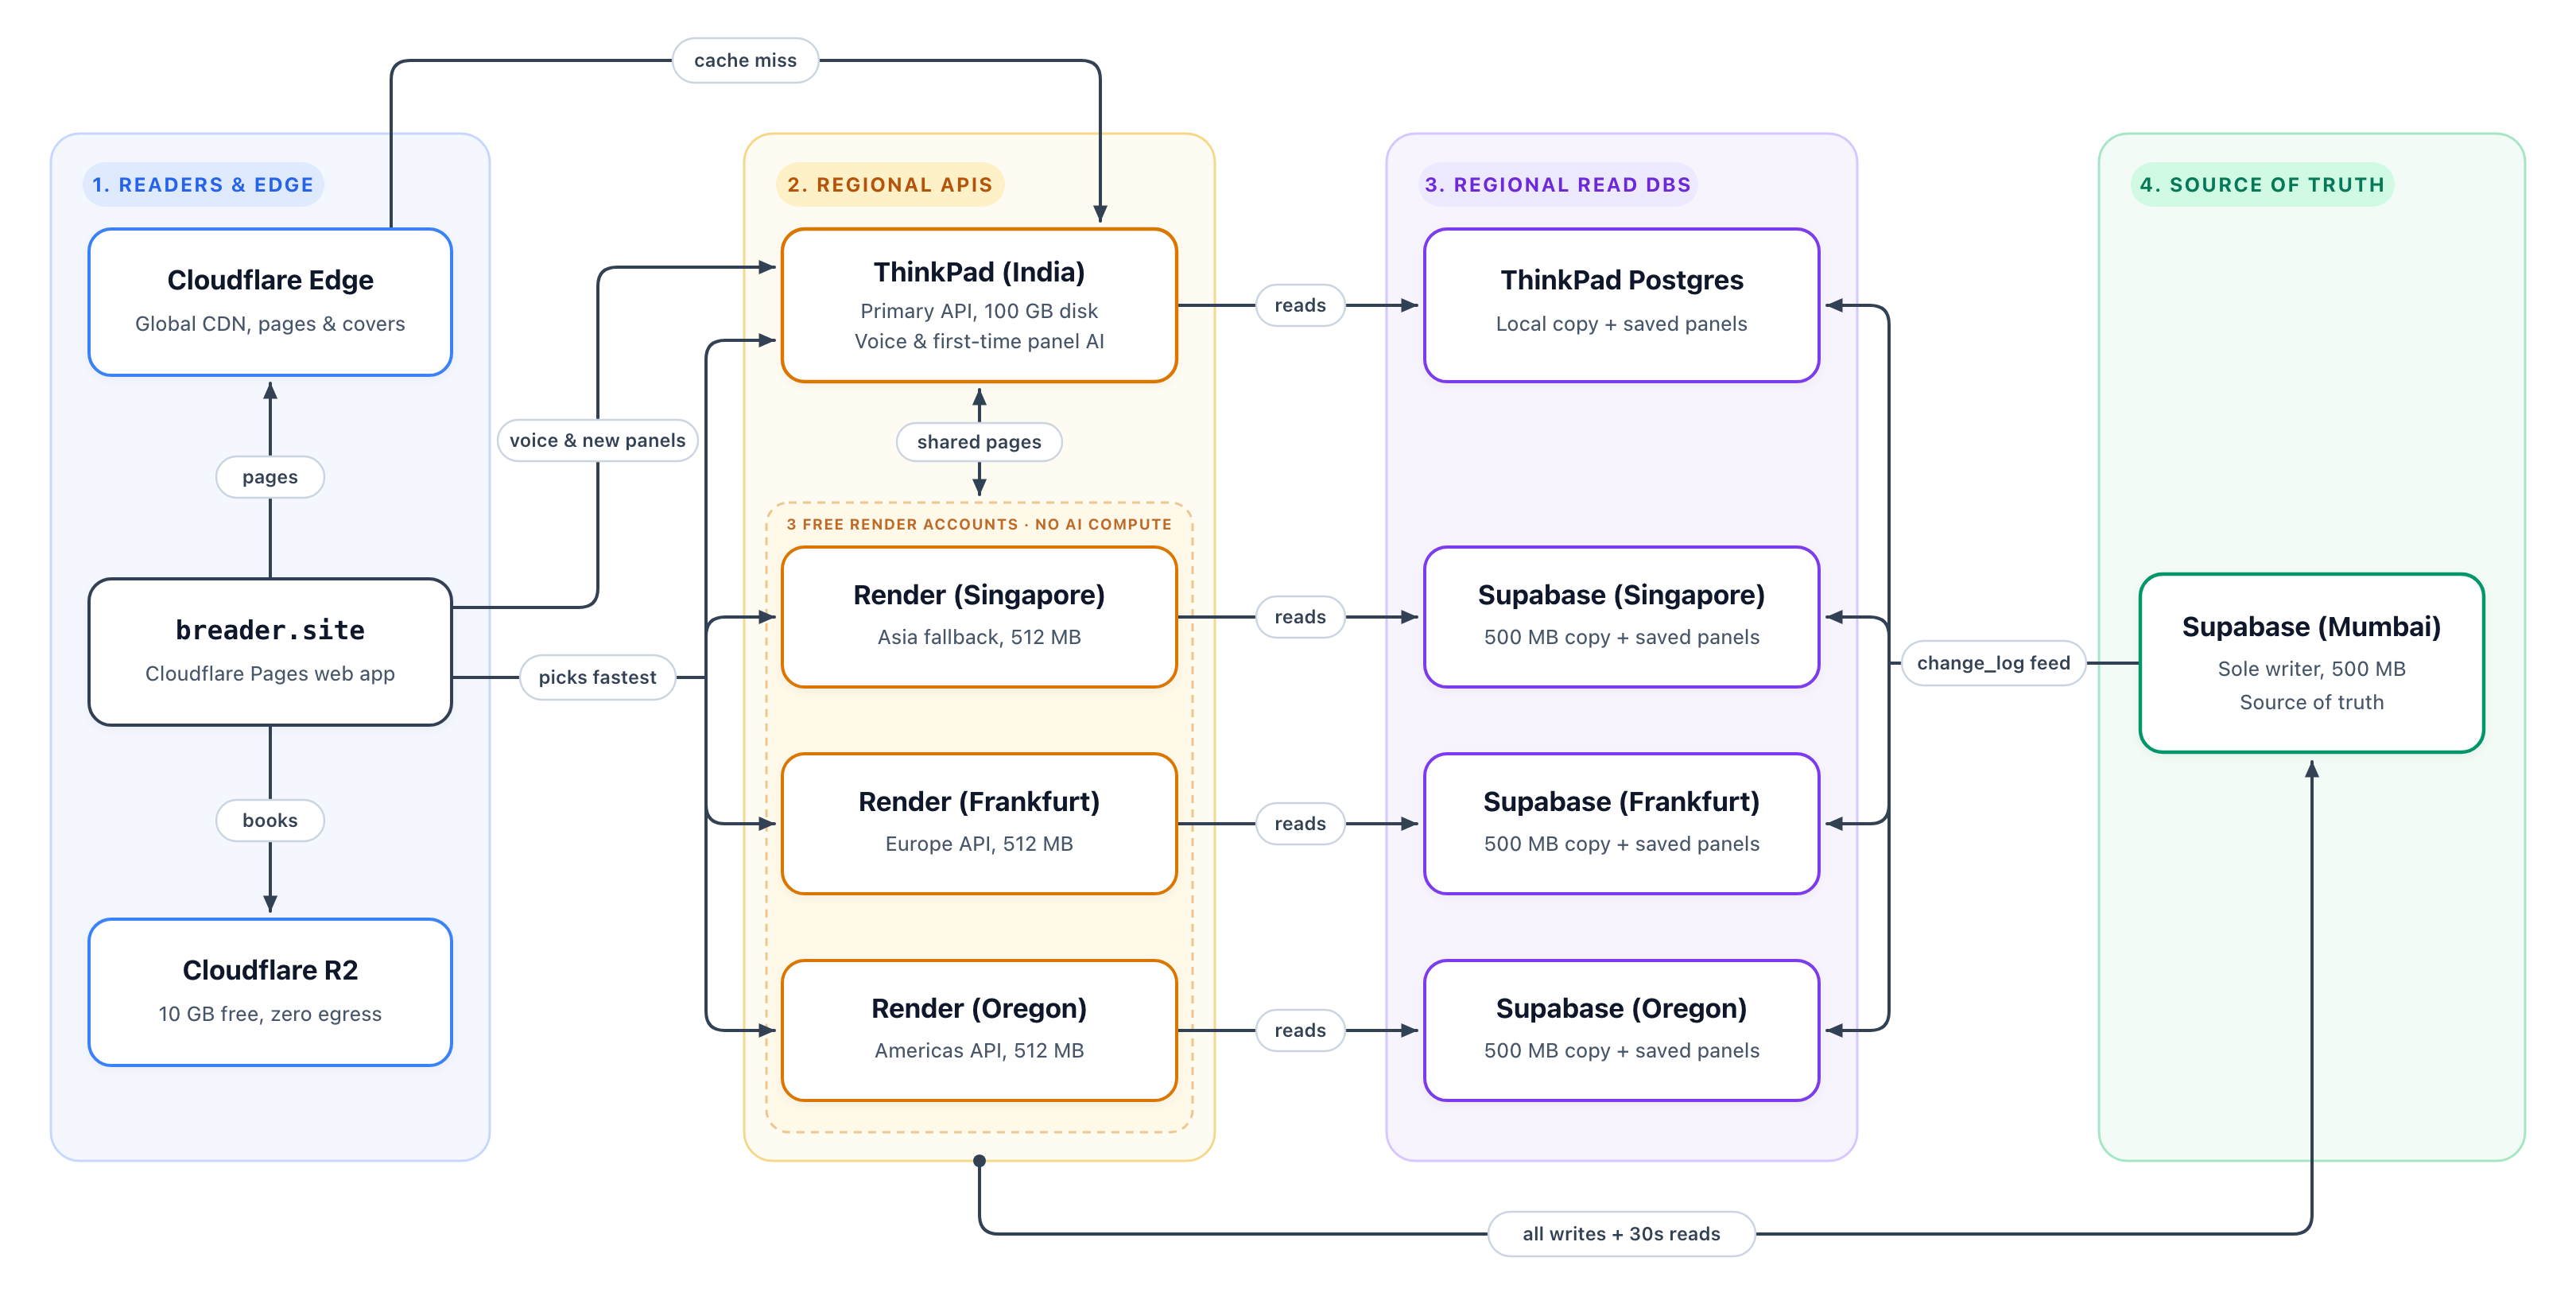 cache miss
1. READERS & EDGE
Cloudflare Edge
Global CDN, pages & covers
pages
breader.site
Cloudflare Pages web app
books
Cloudflare R2
10 GB free, zero egress
voice & new panels
picks fastest
2. REGIONAL APIS
ThinkPad (India)
Primary API, 100 GB disk
Voice & first-time panel AI
shared pages
3 FREE RENDER ACCOUNTS · NO AI COMPUTE
Render (Singapore)
Asia fallback, 512 MB
Render (Frankfurt)
Europe API, 512 MB
Render (Oregon)
Americas API, 512 MB
reads
reads
reads
reads
3. REGIONAL READ DBS
ThinkPad Postgres
Local copy + saved panels
Supabase (Singapore)
500 MB copy + saved panels
Supabase (Frankfurt)
500 MB copy + saved panels
Supabase (Oregon)
500 MB copy + saved panels
change_log feed
4. SOURCE OF TRUTH
Supabase (Mumbai)
Sole writer, 500 MB
Source of truth
all writes + 30s reads